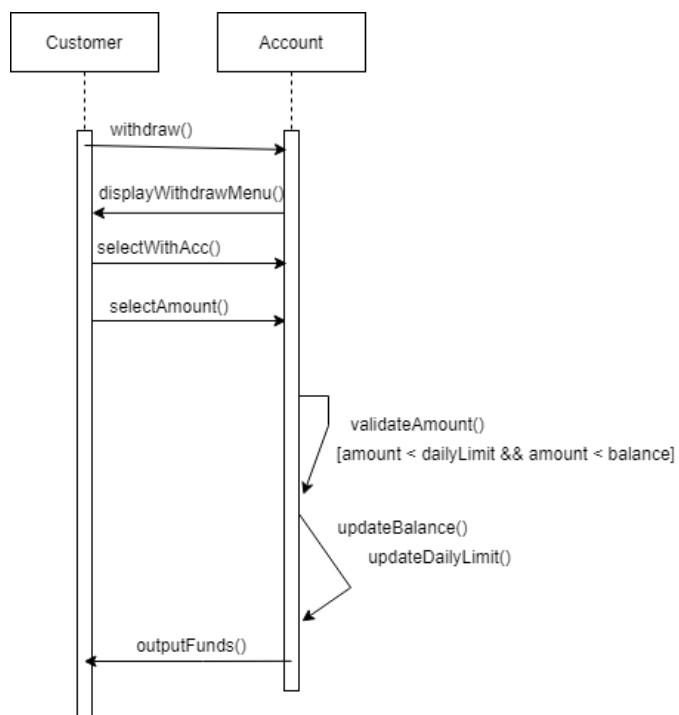 Customer
Account
withdraw()
displayWithdrawMenu()
selectWithAcc()
selectAmount()
validateAmount()
[amount < dailyLimit && amount < balance]
updateBalance()
updateDailyLimit()
outputFunds()